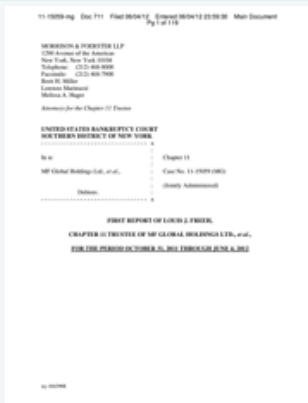 11-15059-mg Doc 711 Filed 06/04/12 Entered 06/04/12 23:59:30 Main Document
Pg 1 of 119
MORRISON & FOERSTER LLP
1290 Avenue of the Americas
New York, New York 10104
Telephone: (212) 468-8000
Facsimile: (212) 468-7900
Brett H. Miller
Lorenzo Marinuzzi
Melissa A. Hager
Attorneys for the Chapter 11 Trustee
UNITED STATES BANKRUPTCY COURT
SOUTHERN DISTRICT OF NEW YORK
In re
Chapter 11
MF Global Holdings Ltd., et al.,
Case No. 11-15059 (MG)
(Jointly Administered)
Debtors.
FIRST REPORT OF LOUIS J. FREEH,
CHAPTER 11 TRUSTEE OF MF GLOBAL HOLDINGS LTD., et al.,
FOR THE PERIOD OCTOBER 31, 2011 THROUGH JUNE 4, 2012